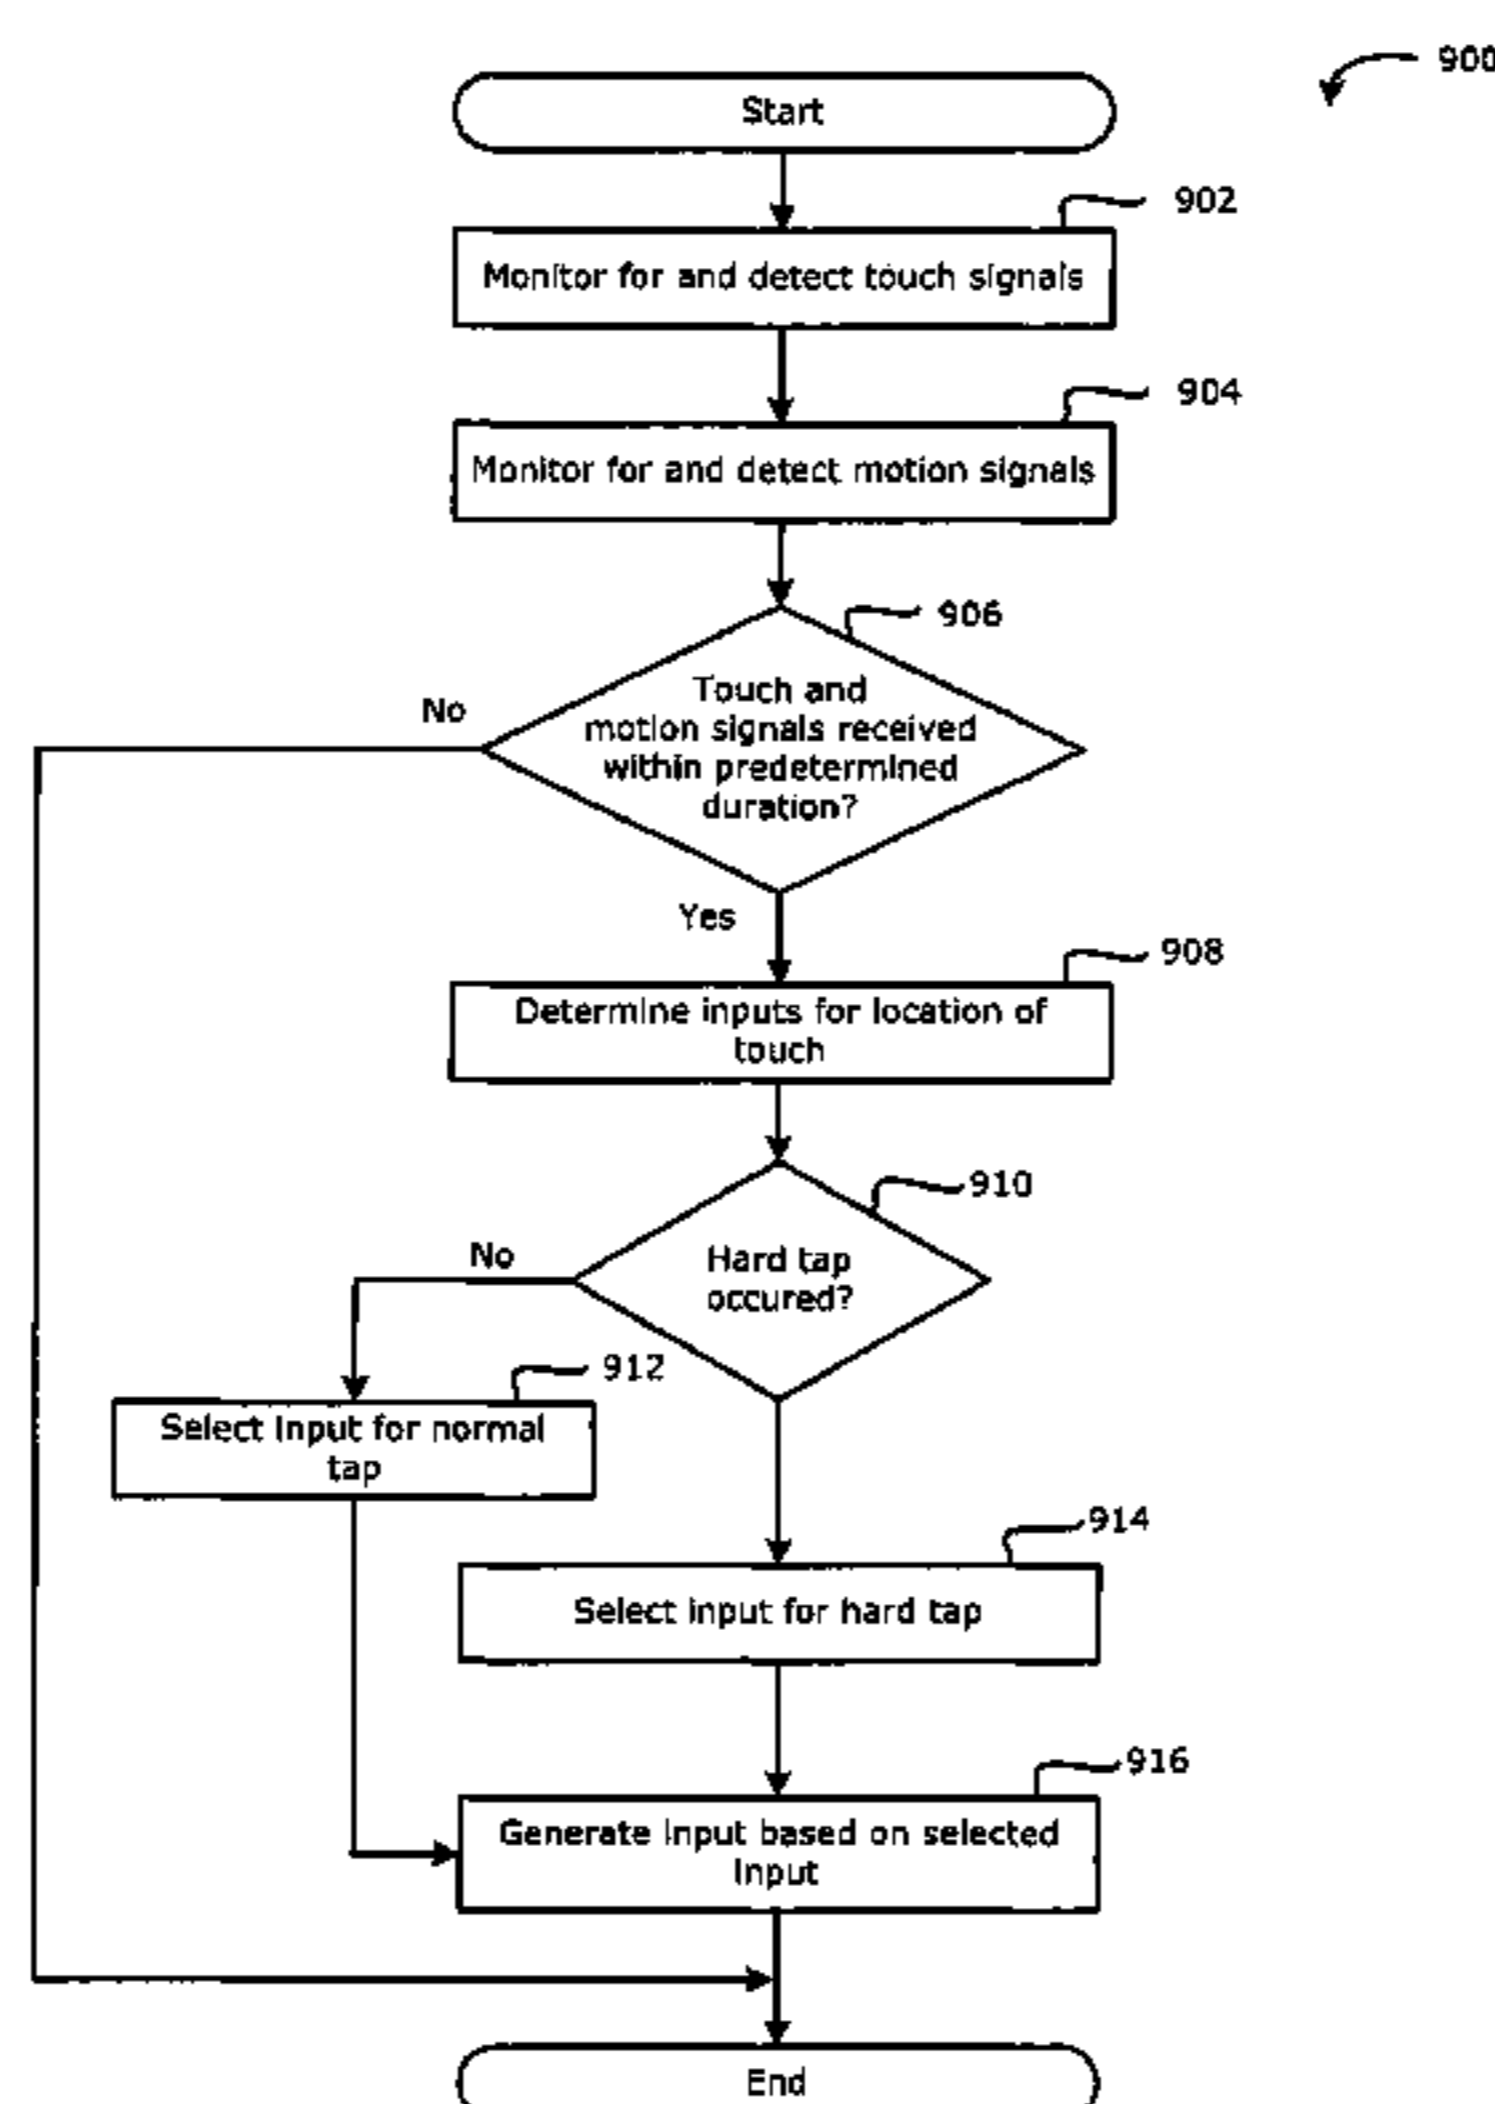 900
Start
902
Monitor for and detect touch signals
904
Monitor for and detect motion signals
906
Touch and
motion signals received
within predetermined
duration?
No
Yes
908
Determine inputs for location of
touch
910
Hard tap
occured?
No
912
Select input for normal
tap
914
Select input for hard tap
916
Generate input based on selected
input
End